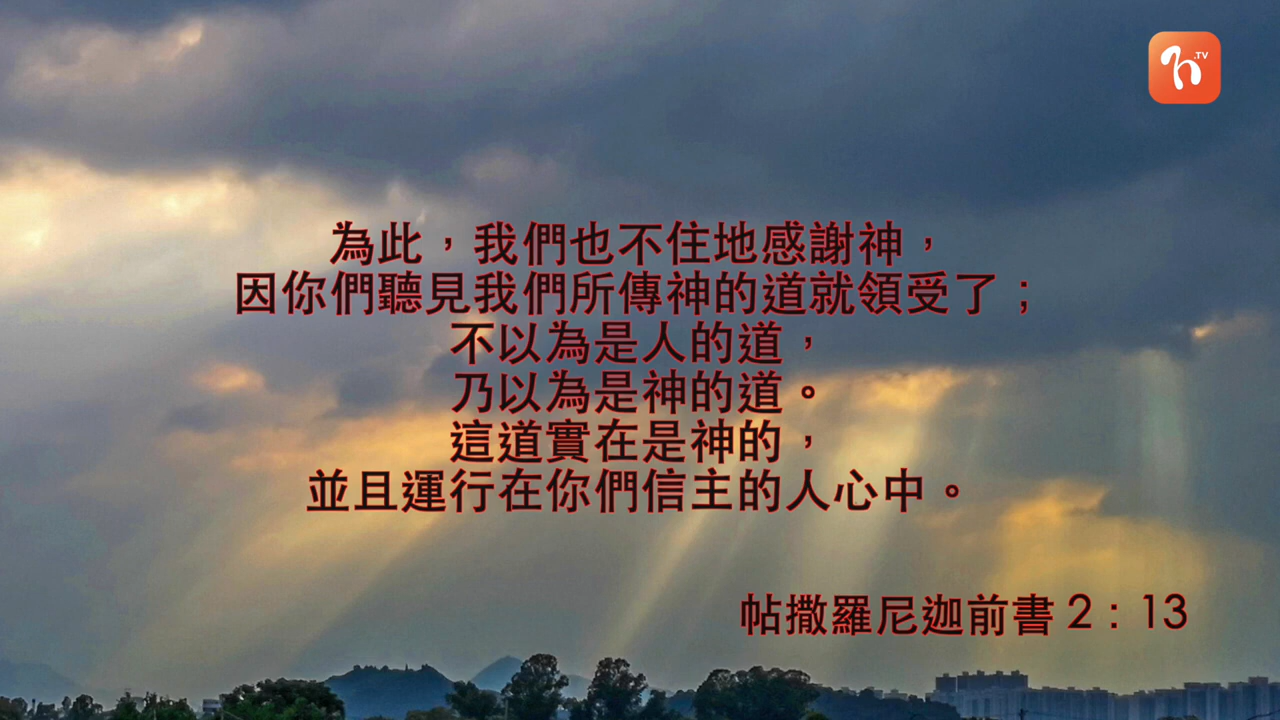 .TV
為此，我們也不住地感謝神，
因你們聽見我們所傳神的道就領受了；
不以為是人的道，
乃以為是神的道。
這道實在是神的，
並且運行在你們信主的人心中。
帖撒羅尼迦前書 2：13